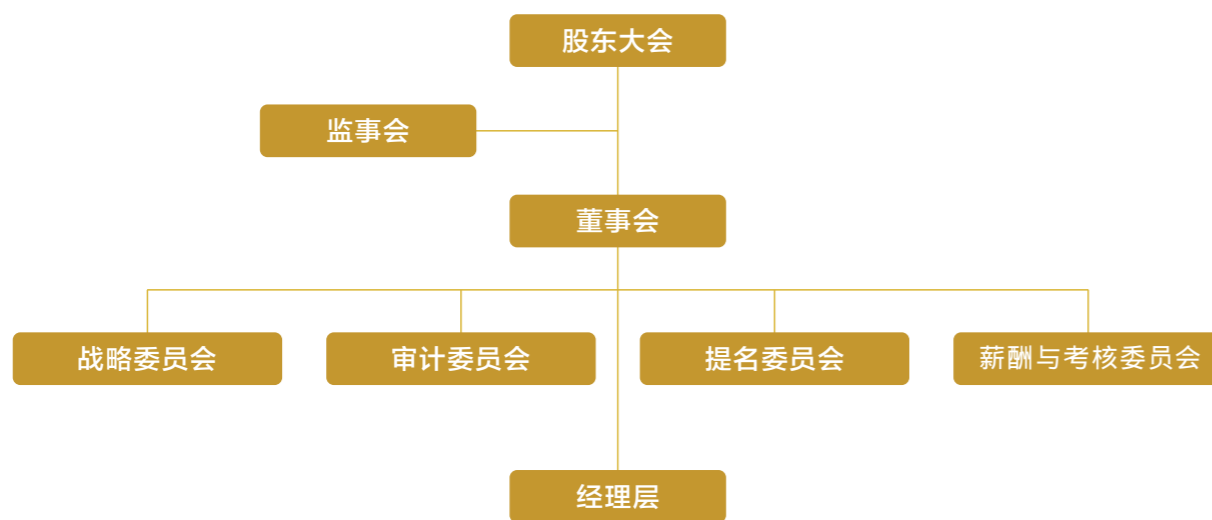 股东大会
监事会
董事会
战略委员会
审计委员会
提名委员会
薪酬与考核委员会
经理层